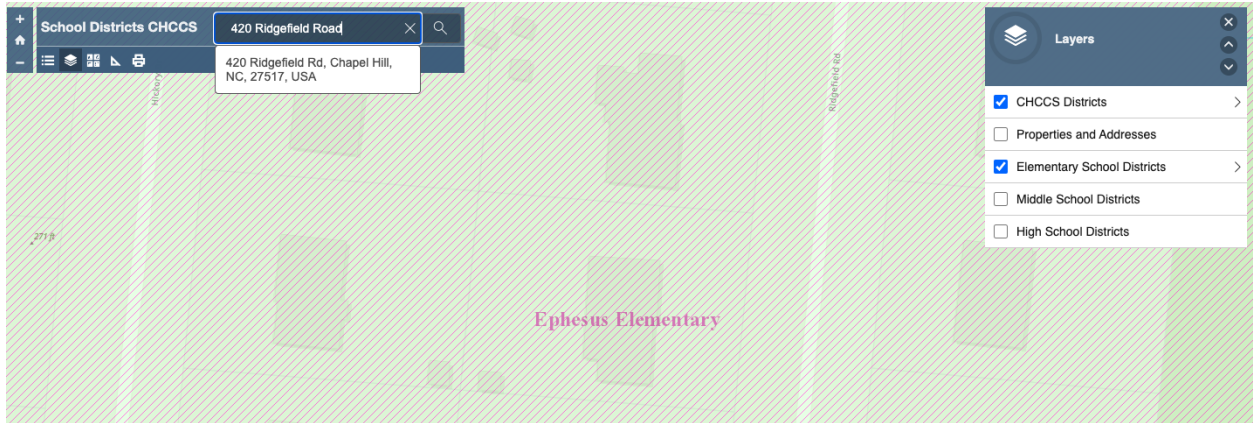 School Districts CHCCS
420 Ridgefield Road
420 Ridgefield Rd, Chapel Hill,
NC, 27517, USA
Layers
CHCCS Districts
Properties and Addresses
Elementary School Districts
Middle School Districts
High School Districts
Hickory
Ridgefield Rd
271 ft
Ephesus Elementary